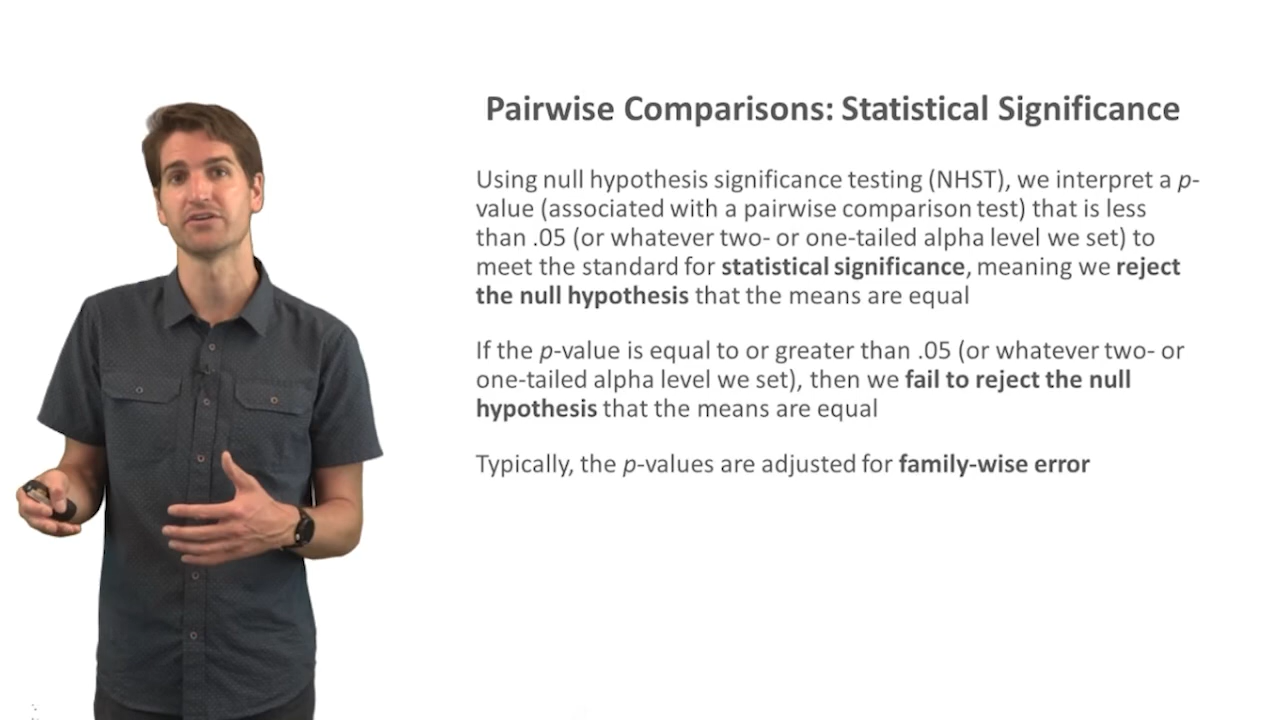 Pairwise Comparisons: Statistical Significance
Using null hypothesis significance testing (NHST), we interpret a p-
value (associated with a pairwise comparison test) that is less
than .05 (or whatever two- or one-tailed alpha level we set) to
meet the standard for statistical significance, meaning we reject
the null hypothesis that the means are equal
If the p-value is equal to or greater than .05 (or whatever two- or
one-tailed alpha level we set), then we fail to reject the null
hypothesis that the means are equal
Typically, the p-values are adjusted for family-wise error